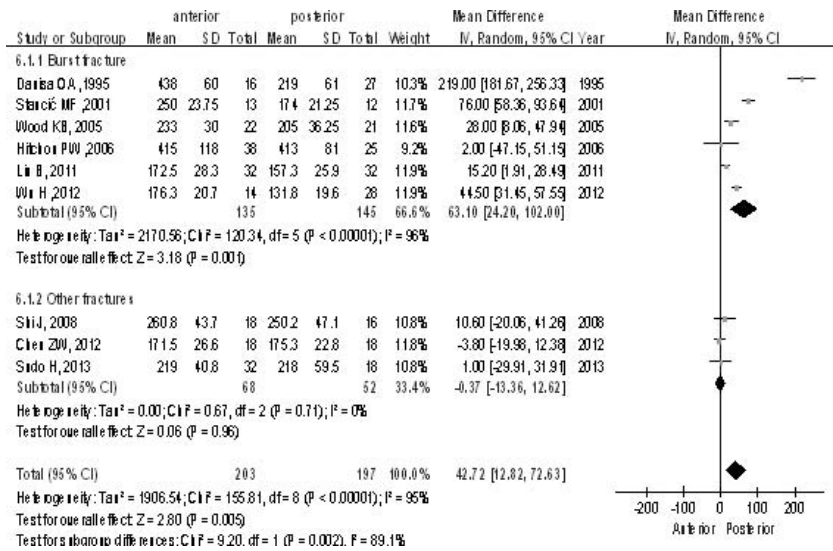 anterior posterior Mean Difference Mean Difference
Study or Subgroup Mean SD Total Mean SD Total Weight IV, Random, 95% CI Year IV, Random, 95% CI
6.1.1 Burst fracture
Danisa OA, 1995 438 60 16 219 61 27 10.3% 219.00 [181.67, 256.33] 1995
Stancić MF, 2001 250 23.75 13 174 21.25 12 11.7% 76.00 [58.36, 93.64] 2001
Wood KB, 2005 233 30 22 205 36.25 21 11.6% 28.00 [8.06, 47.94] 2005
Hitchon PW, 2006 415 118 38 413 81 25 9.2% 2.00 [-47.15, 51.15] 2006
Lin B, 2011 172.5 28.3 32 157.3 25.9 32 11.9% 15.20 [1.91, 28.49] 2011
Wu H, 2012 176.3 20.7 14 131.8 19.6 28 11.9% 44.50 [31.45, 57.55] 2012
Subtotal (95% CI) 135 145 66.6% 63.10 [24.20, 102.00]
Heterogeneity: Tau² = 2170.56; Chi² = 120.34, df = 5 (P < 0.00001); I² = 96%
Test for overall effect: Z = 3.18 (P = 0.001)
6.1.2 Other fractures
Shi J, 2008 260.8 43.7 18 250.2 47.1 16 10.8% 10.60 [-20.06, 41.26] 2008
Chen ZW, 2012 171.5 26.6 18 175.3 22.8 18 11.8% -3.80 [-19.98, 12.38] 2012
Sudo H, 2013 219 40.8 32 218 59.5 18 10.8% 1.00 [-29.91, 31.91] 2013
Subtotal (95% CI) 68 52 33.4% -0.37 [-13.36, 12.62]
Heterogeneity: Tau² = 0.00; Chi² = 0.67, df = 2 (P = 0.71); I² = 0%
Test for overall effect: Z = 0.06 (P = 0.96)
Total (95% CI) 203 197 100.0% 42.72 [12.82, 72.63]
Heterogeneity: Tau² = 1906.54; Chi² = 155.81, df = 8 (P < 0.00001); I² = 95%
Test for overall effect: Z = 2.80 (P = 0.005)
Test for subgroup differences: Chi² = 9.20, df = 1 (P = 0.002), I² = 89.1%
-200 -100 0 100 200
Anterior Posterior